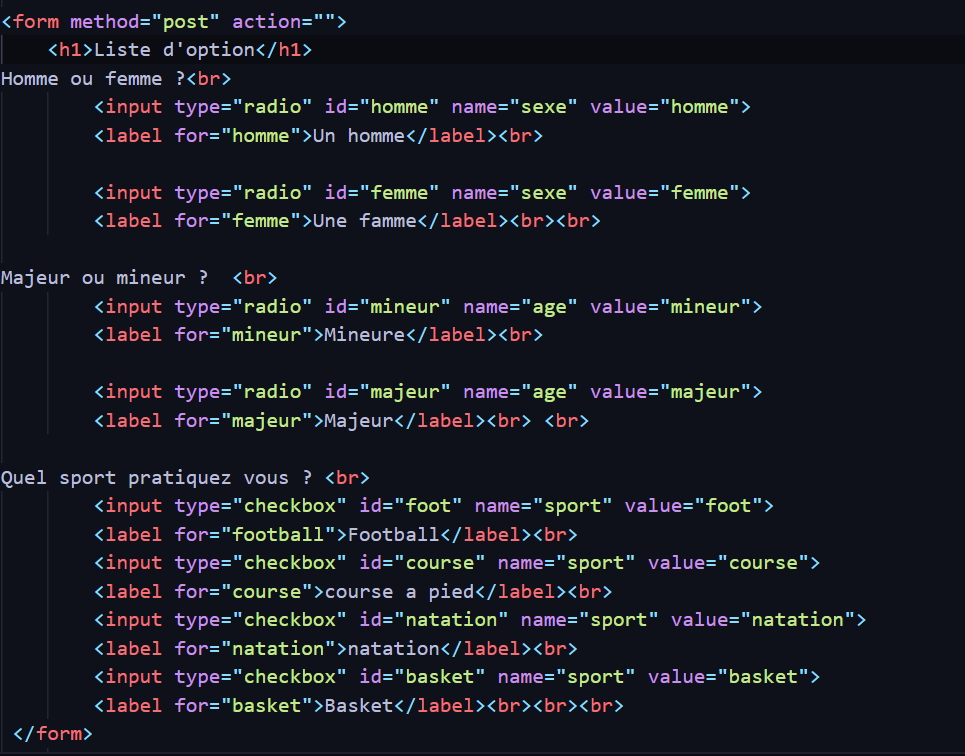 <form method="post" action="">
<h1>Liste d'option</h1>
Homme ou femme ?<br>
<input type="radio" id="homme" name="sexe" value="homme">
<label for="homme">Un homme</label><br>
<input type="radio" id="femme" name="sexe" value="femme">
<label for="femme">Une famme</label><br><br>
Majeur ou mineur ?  <br>
<input type="radio" id="mineur" name="age" value="mineur">
<label for="mineur">Mineure</label><br>
<input type="radio" id="majeur" name="age" value="majeur">
<label for="majeur">Majeur</label><br> <br>
Quel sport pratiquez vous ? <br>
<input type="checkbox" id="foot" name="sport" value="foot">
<label for="football">Football</label><br>
<input type="checkbox" id="course" name="sport" value="course">
<label for="course">course a pied</label><br>
<input type="checkbox" id="natation" name="sport" value="natation">
<label for="natation">natation</label><br>
<input type="checkbox" id="basket" name="sport" value="basket">
<label for="basket">Basket</label><br><br><br>
</form>